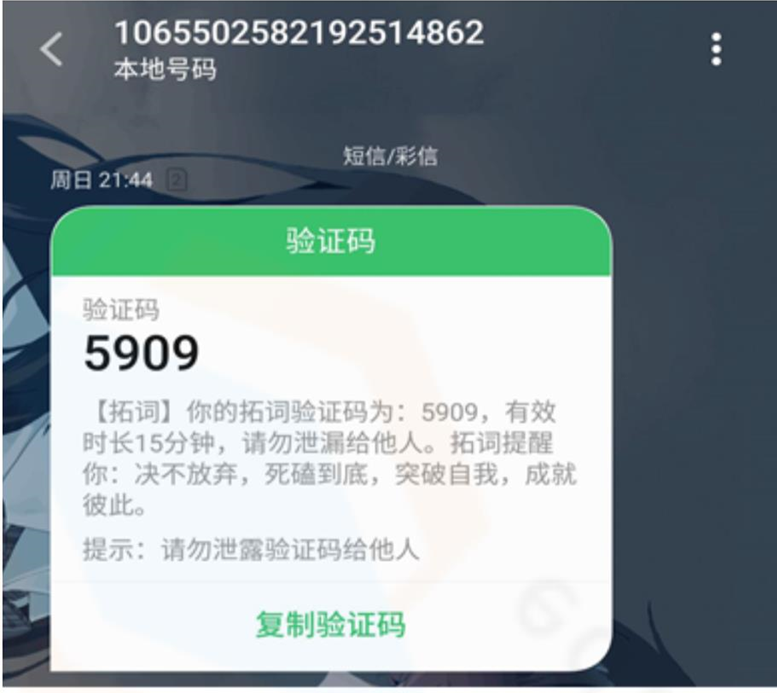 1065502582192514862
本地号码
短信/彩信
周日 21:44 2
验证码
验证码
5909
【拓词】你的拓词验证码为：5909，有效
时长15分钟，请勿泄漏给他人。拓词提醒
你：决不放弃，死磕到底，突破自我，成就
彼此。
提示：请勿泄露验证码给他人
复制验证码